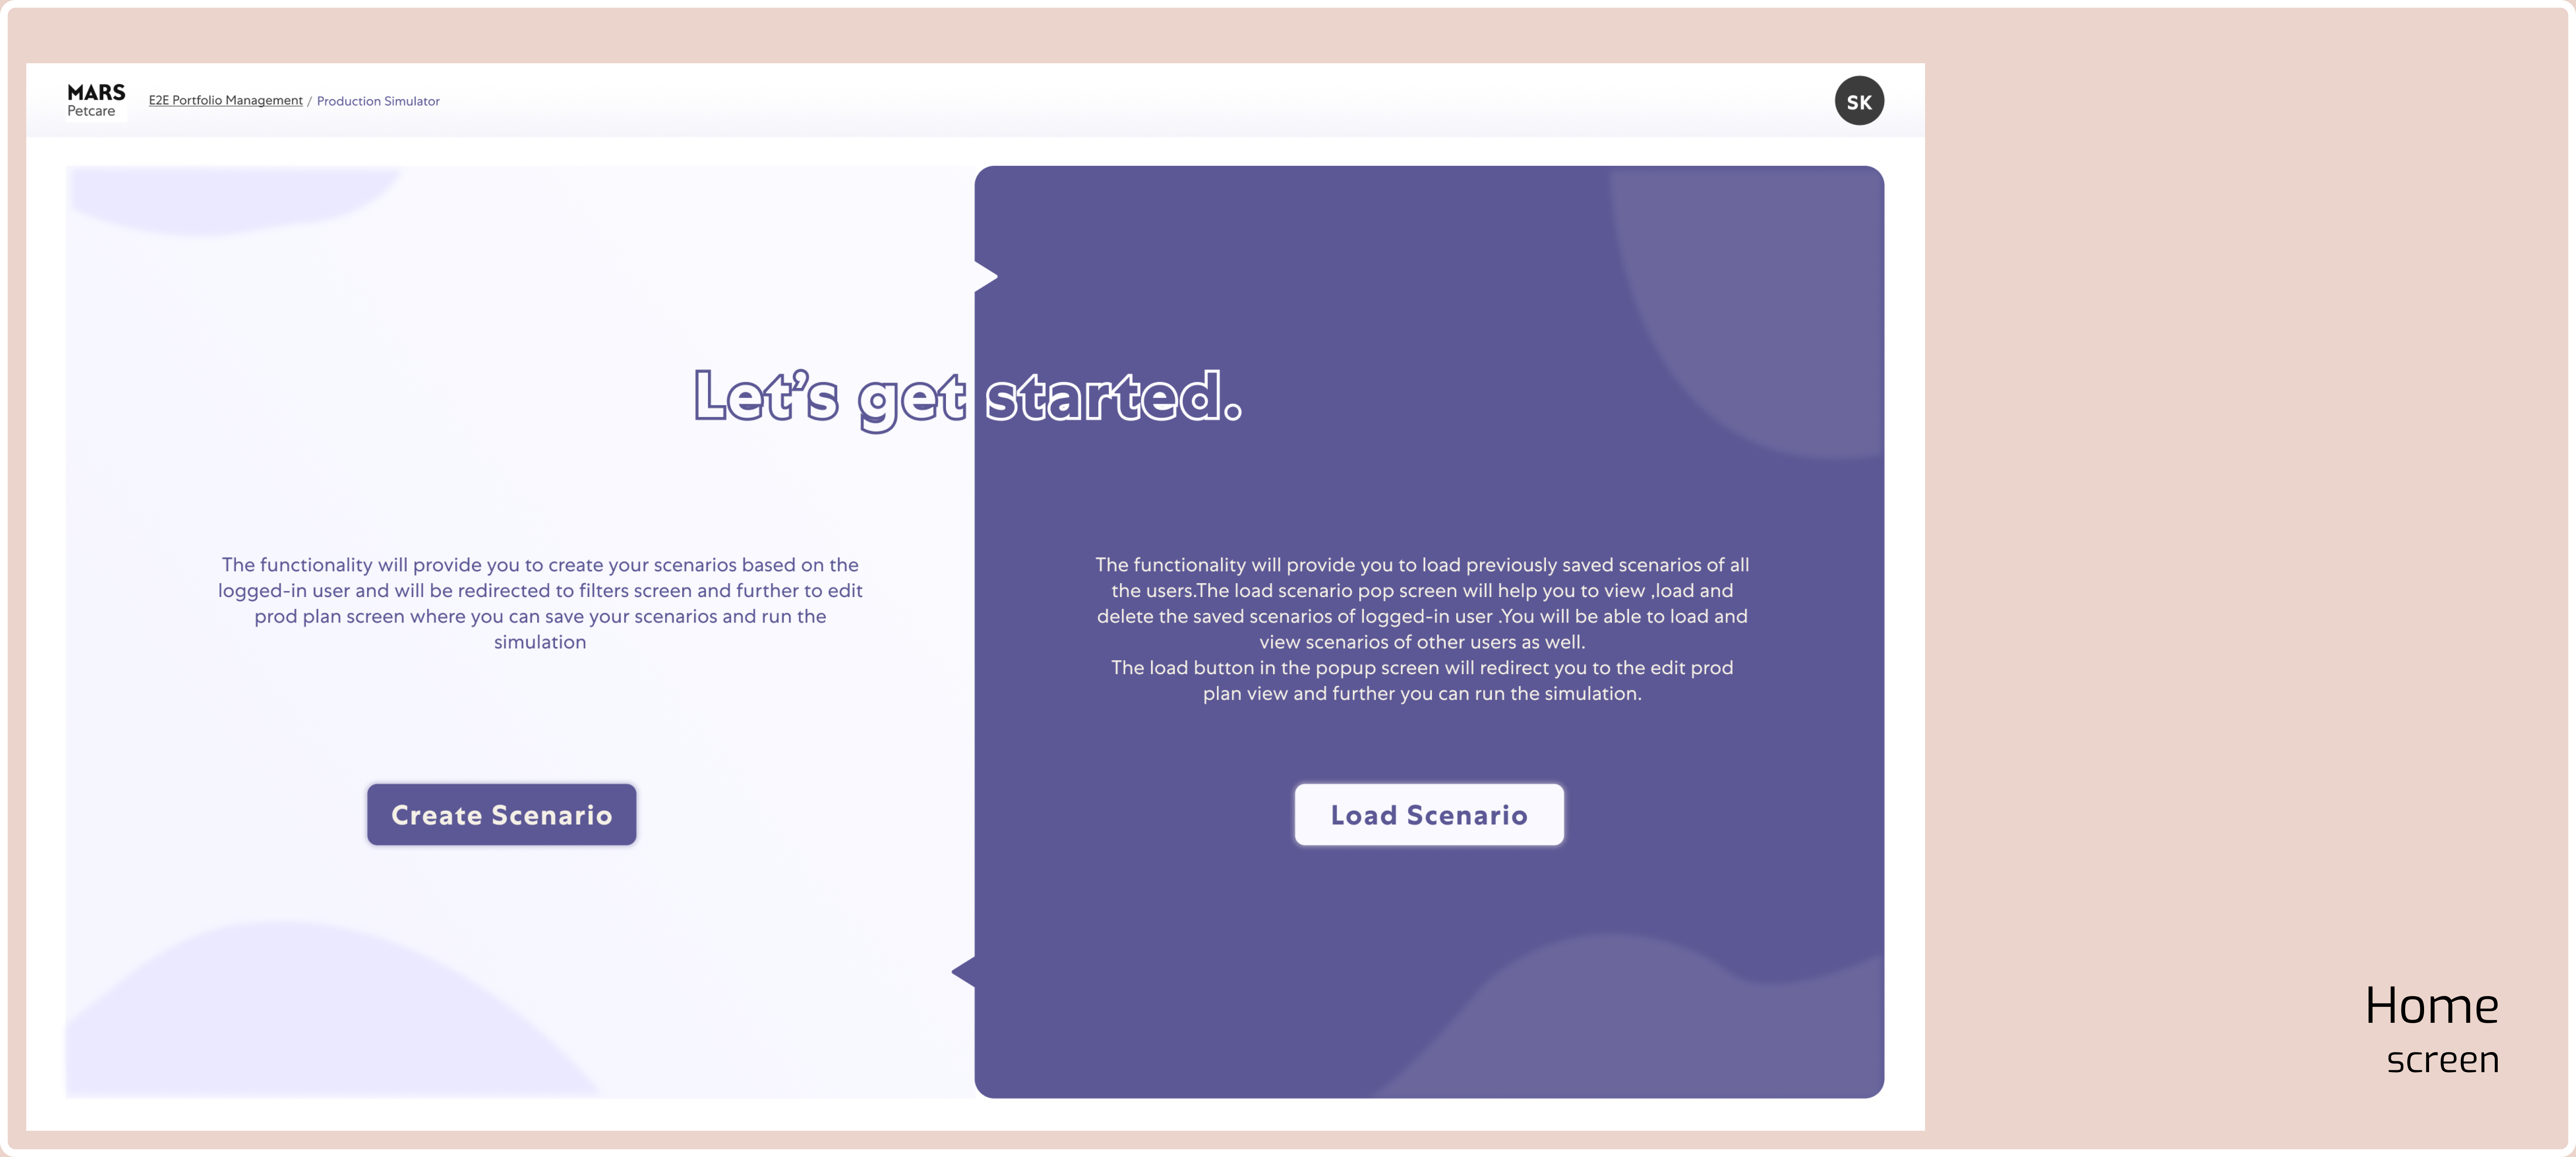 MARS
Petcare
E2E Portfolio Management / Production Simulator
SK
Let's get started.
The functionality will provide you to create your scenarios based on the
logged-in user and will be redirected to filters screen and further to edit
prod plan screen where you can save your scenarios and run the
simulation
Create Scenario
The functionality will provide you to load previously saved scenarios of all
the users.The load scenario pop screen will help you to view ,load and
delete the saved scenarios of logged-in user .You will be able to load and
view scenarios of other users as well.
The load button in the popup screen will redirect you to the edit prod
plan view and further you can run the simulation.
Load Scenario
Home
screen